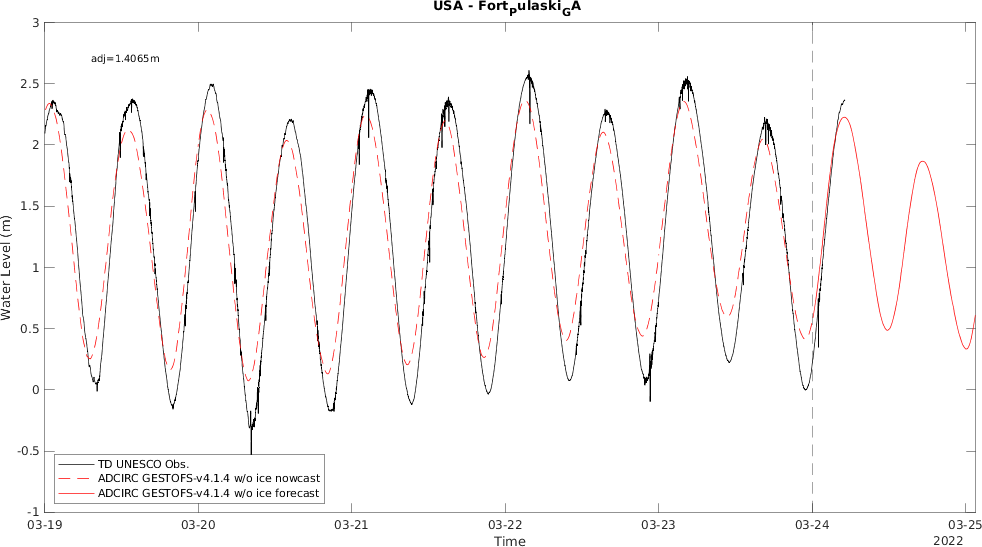 USA - FortPulaskiGA
adj=1.4065m
3
2.5
2
1.5
1
0.5
0
-0.5
-1
Water Level (m)
TD UNESCO Obs.
ADCIRC GESTOFS-v4.1.4 w/o ice nowcast
ADCIRC GESTOFS-v4.1.4 w/o ice forecast
03-19 03-20 03-21 03-22 03-23 03-24 03-25
Time
2022